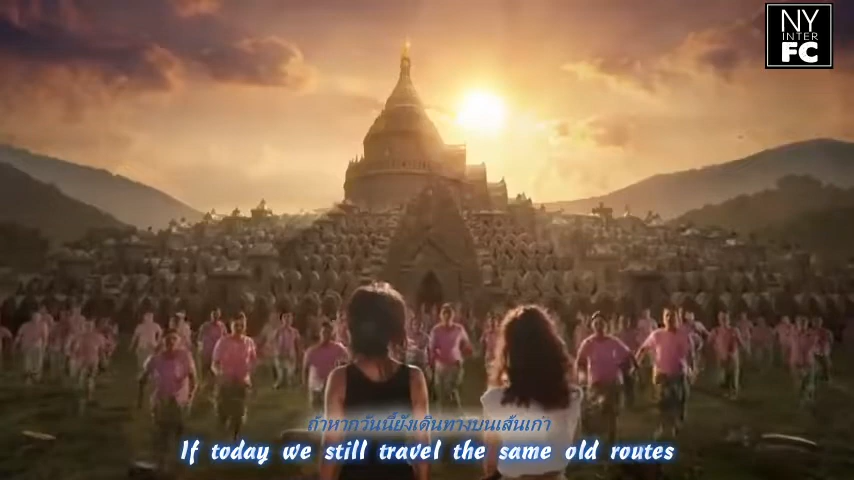 NY
INTER
FC
ถ้าหากวันนี้ยังเดินทางบนเส้นเก่า
If today we still travel the same old routes